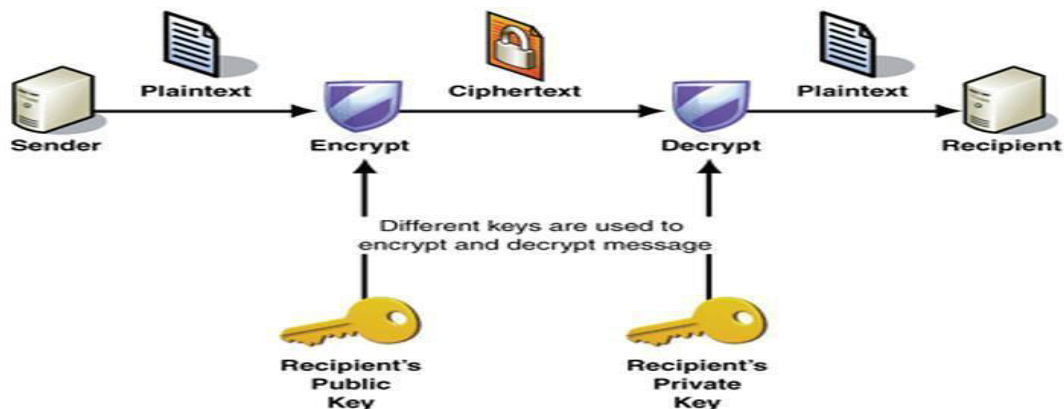 Plaintext
Ciphertext
Plaintext
Sender
Encrypt
Decrypt
Recipient
Different keys are used to
encrypt and decrypt message
Recipient's
Public
Key
Recipient's
Private
Key